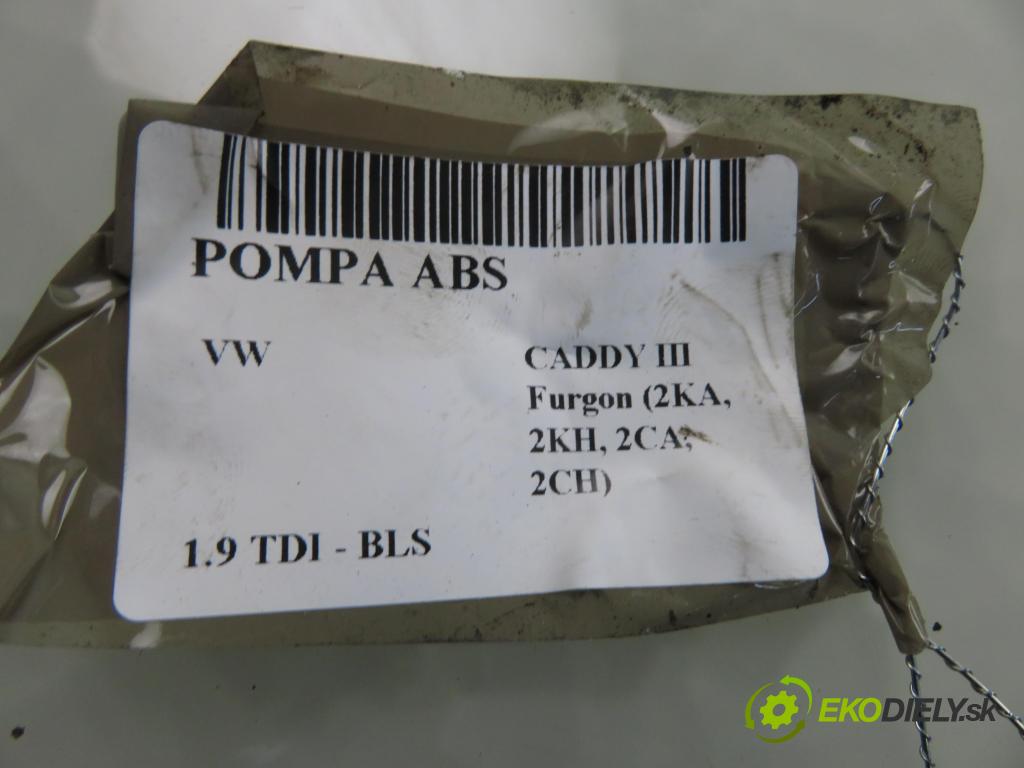 POMPA ABS
VW
CADDY III
Furgon (2KA,
2KH, 2CA,
2CH)
1.9 TDI - BLS
EKODIELY.sk